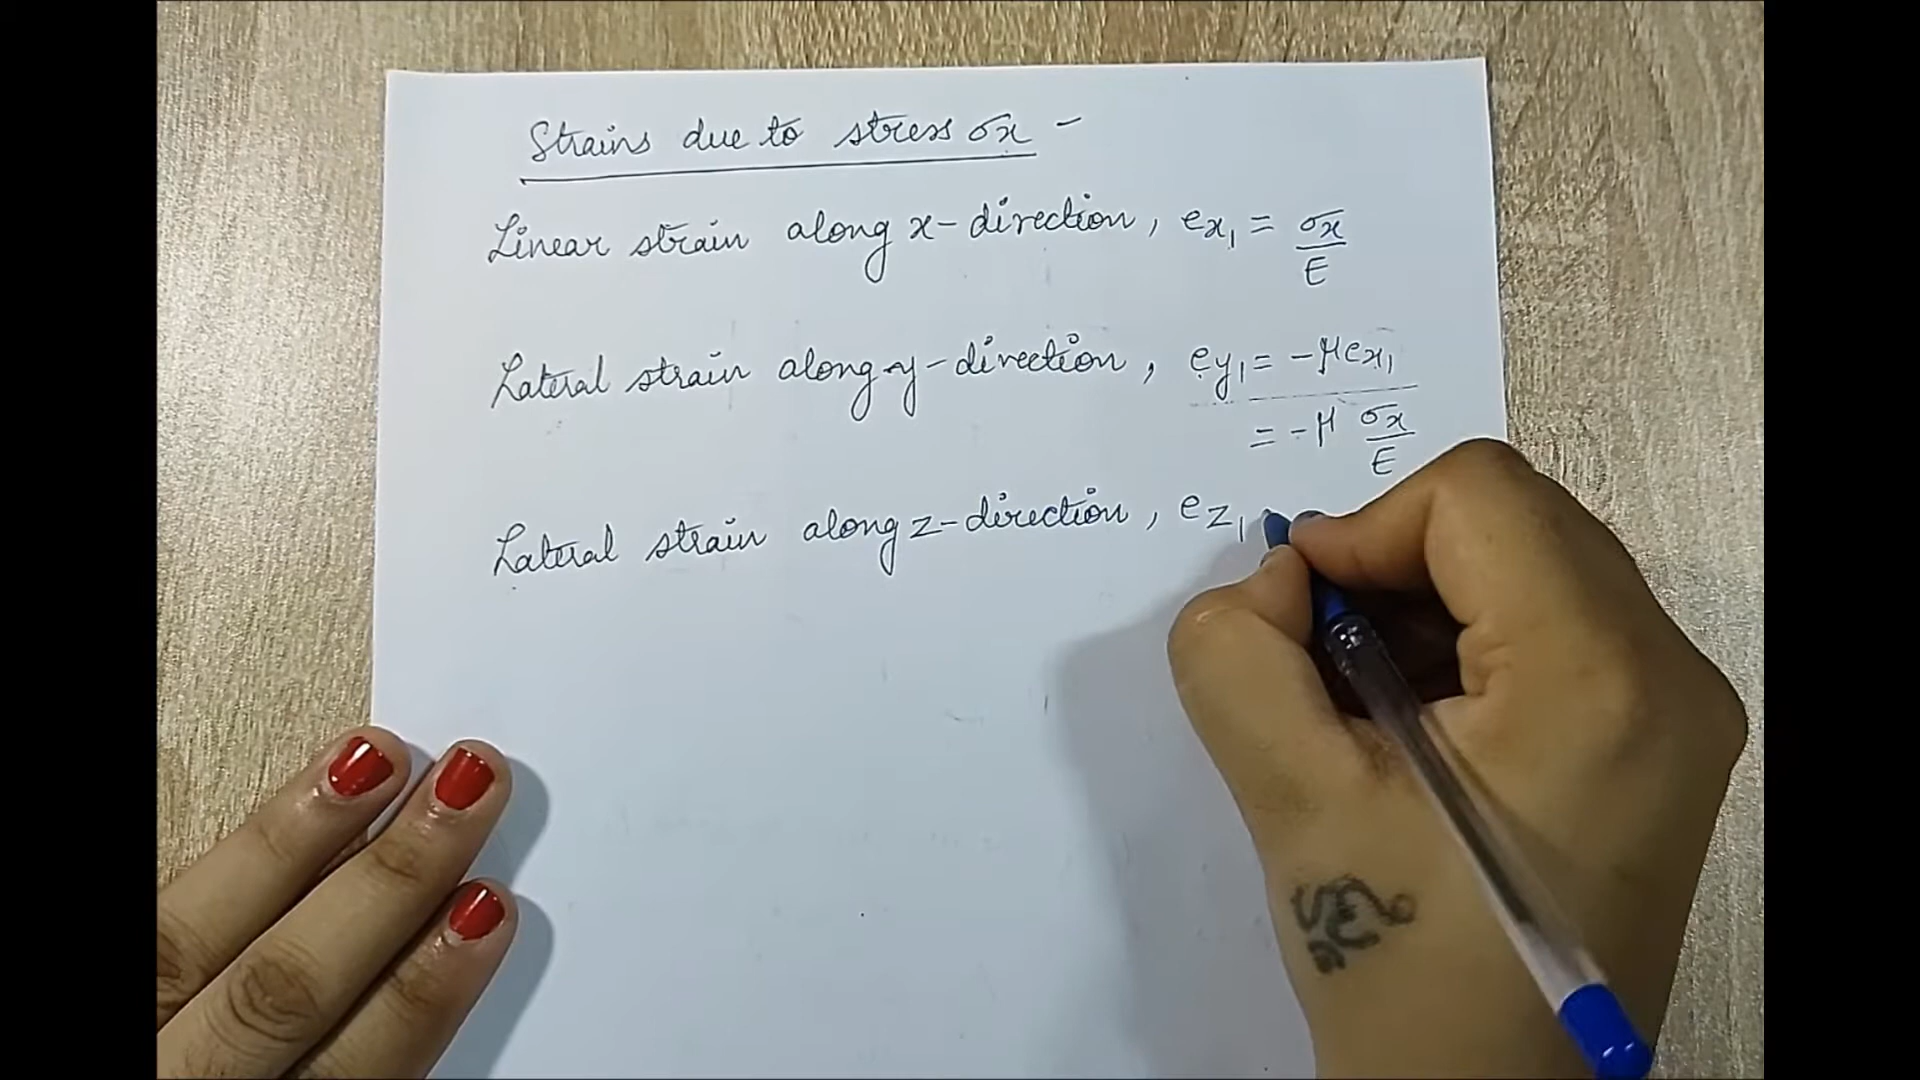 Strains due to stress σx -
Linear strain along x-direction, ex₁ = σx/E
Lateral strain along y-direction, ey₁ = -μex₁
= -μ σx/E
Lateral strain along z-direction, ez₁